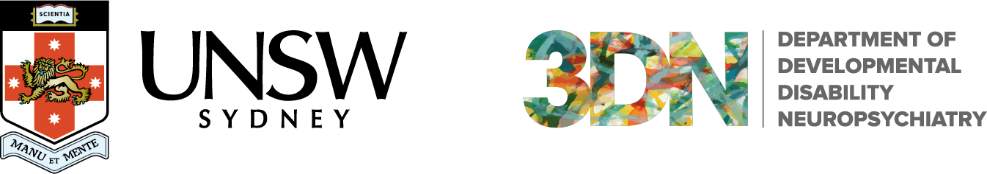 SCIENTIA
MANU ET MENTE
UNSW
SYDNEY
3DN
DEPARTMENT OF
DEVELOPMENTAL
DISABILITY
NEUROPSYCHIATRY